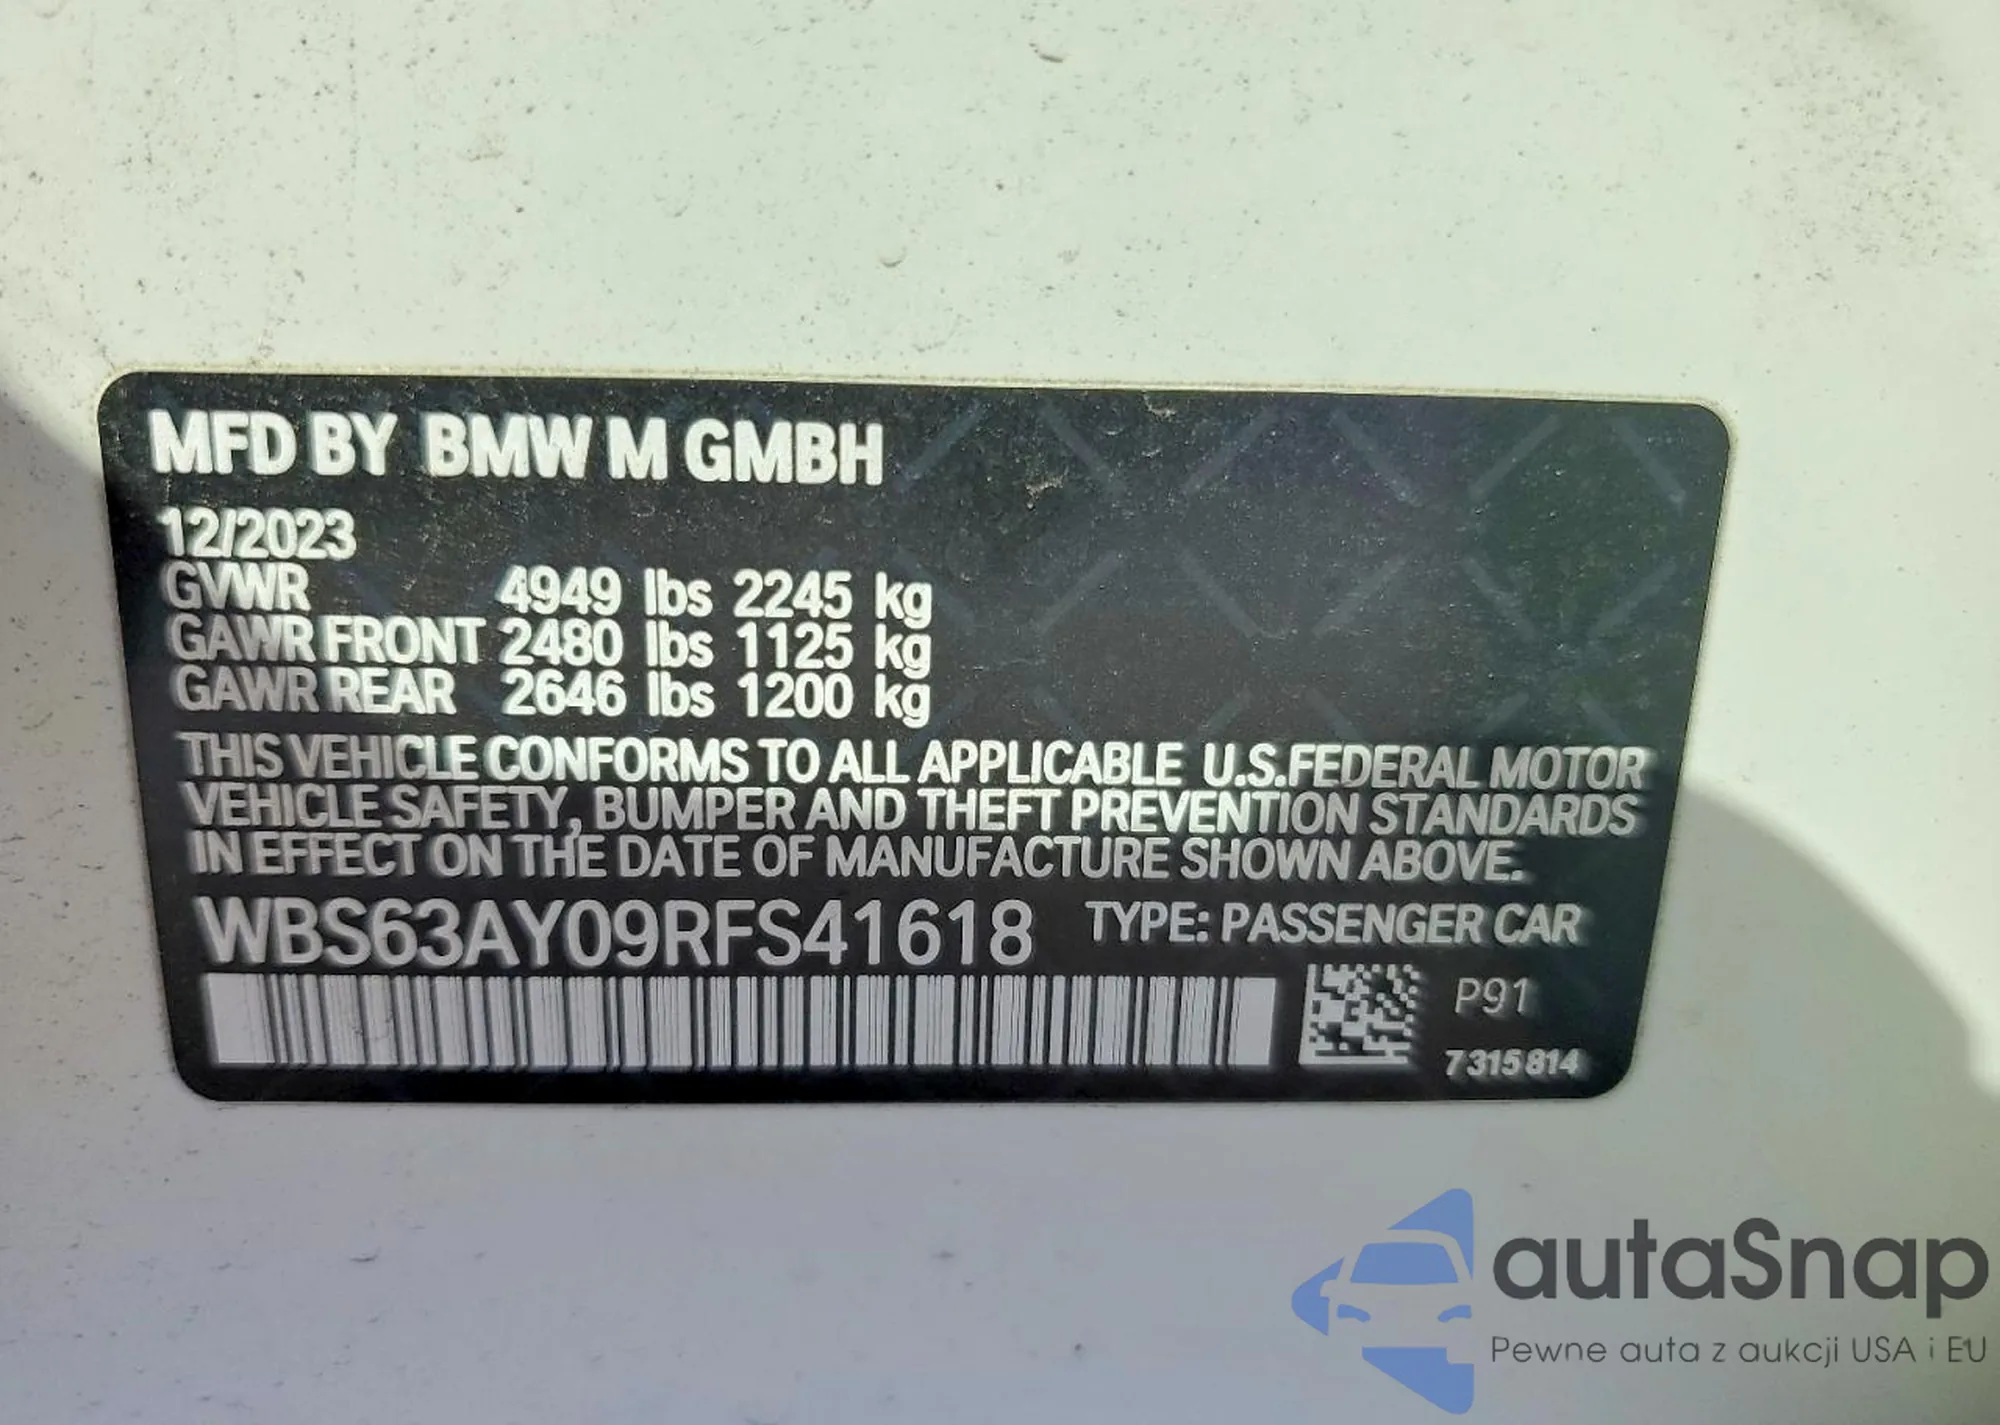 MFD BY BMW M GMBH
12/2023
GVWR 4949 lbs 2245 kg
GAWR FRONT 2480 lbs 1125 kg
GAWR REAR 2646 lbs 1200 kg
THIS VEHICLE CONFORMS TO ALL APPLICABLE U.S.FEDERAL MOTOR
VEHICLE SAFETY, BUMPER AND THEFT PREVENTION STANDARDS
IN EFFECT ON THE DATE OF MANUFACTURE SHOWN ABOVE.
WBS63AY09RFS41618 TYPE: PASSENGER CAR
P91
7315814
autaSnap
Pewne auta z aukcji USA i EU